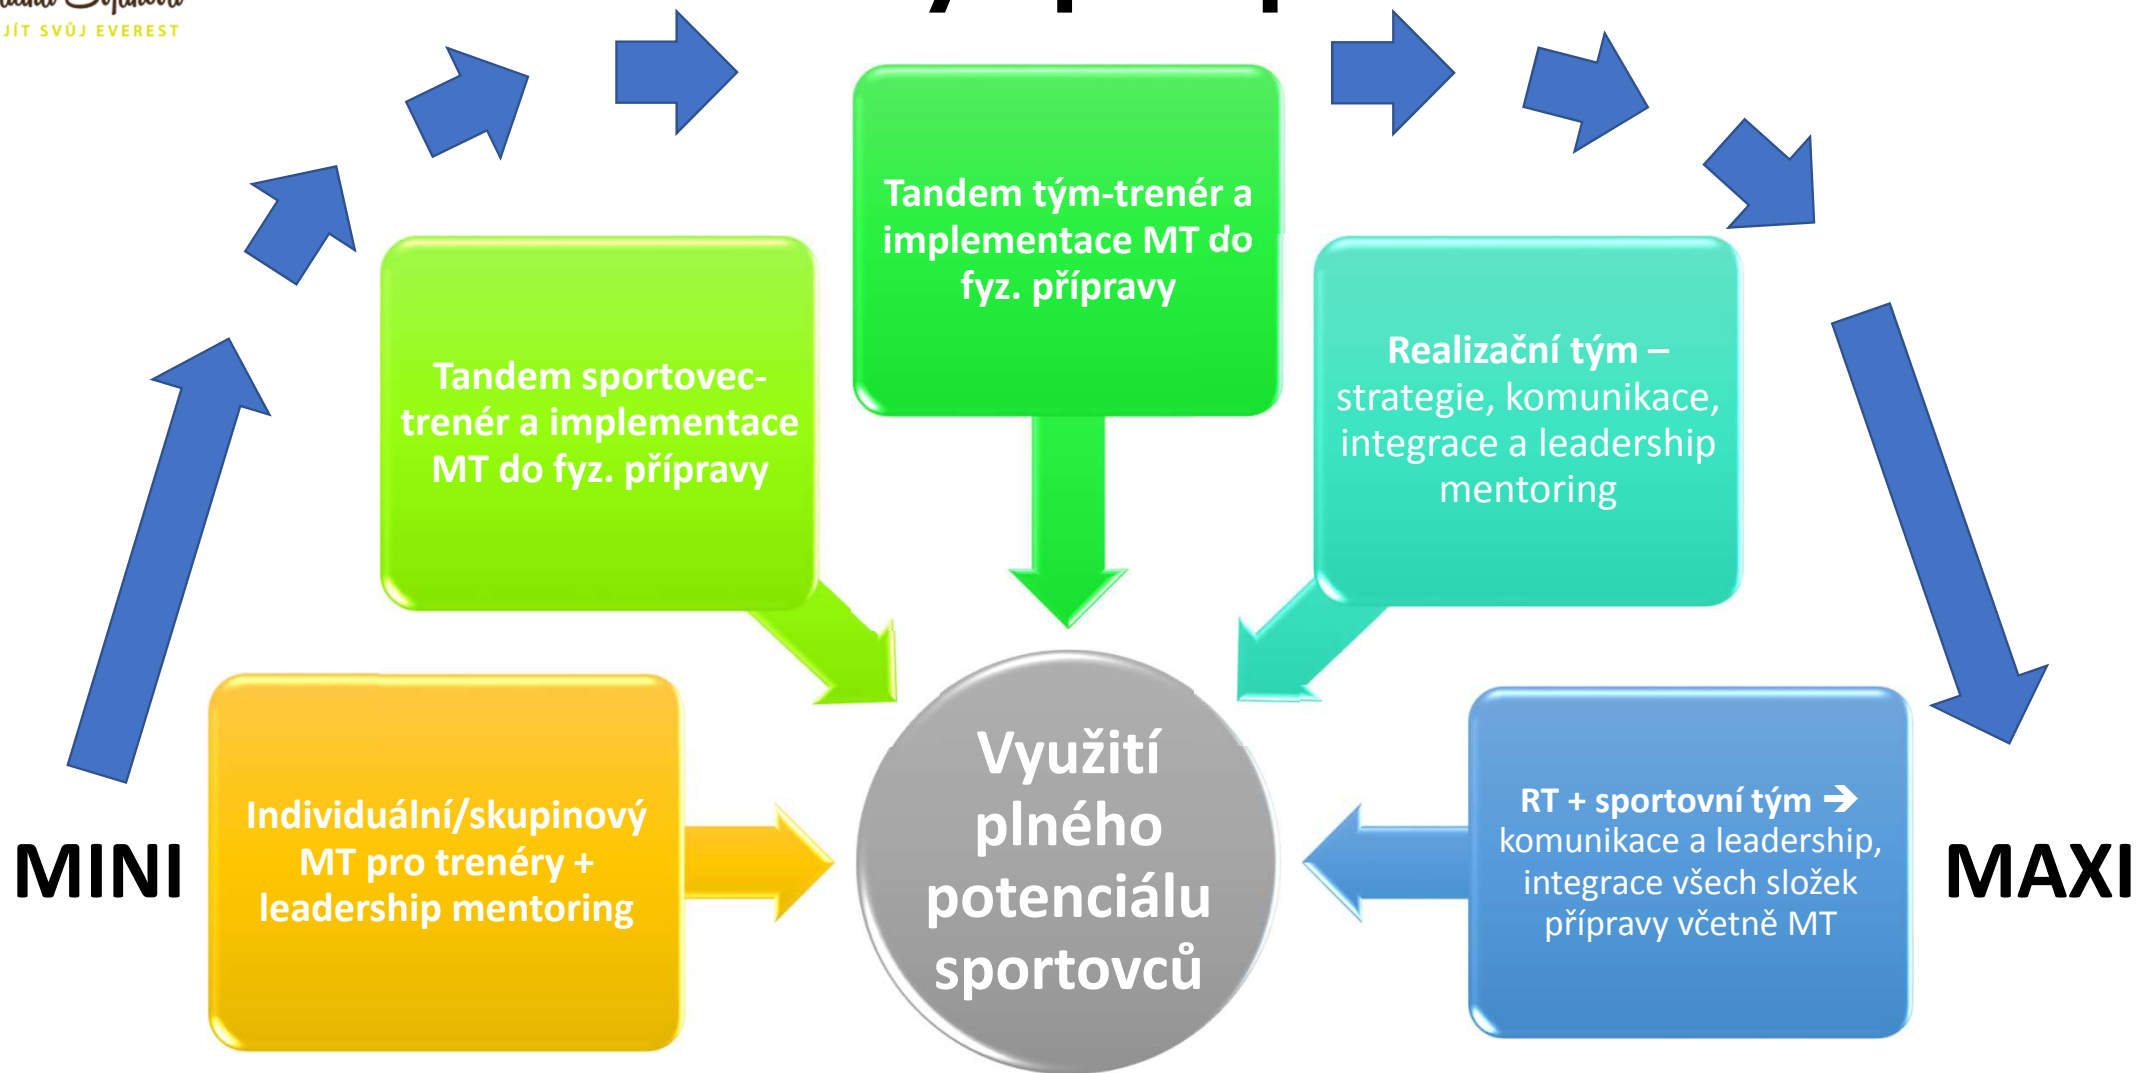 JÍT SVŮJ EVEREST
Tandem tým-trenér a
implementace MT do
fyz. přípravy
Tandem sportovec-
trenér a implementace
MT do fyz. přípravy
Realizační tým –
strategie, komunikace,
integrace a leadership
mentoring
Individuální/skupinový
MT pro trenéry +
leadership mentoring
Využití
plného
potenciálu
sportovců
RT + sportovní tým ➔
komunikace a leadership,
integrace všech složek
přípravy včetně MT
MINI
MAXI